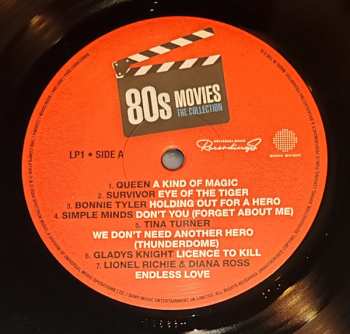 80s MOVIES
THE COLLECTION
LP1 • SIDE A
Recordings
1. QUEEN A KIND OF MAGIC
2. SURVIVOR EYE OF THE TIGER
3. BONNIE TYLER HOLDING OUT FOR A HERO
4. SIMPLE MINDS DON'T YOU (FORGET ABOUT ME)
5. TINA TURNER
WE DON'T NEED ANOTHER HERO
(THUNDERDOME)
6. GLADYS KNIGHT LICENCE TO KILL
7. LIONEL RICHIE & DIANA ROSS
ENDLESS LOVE